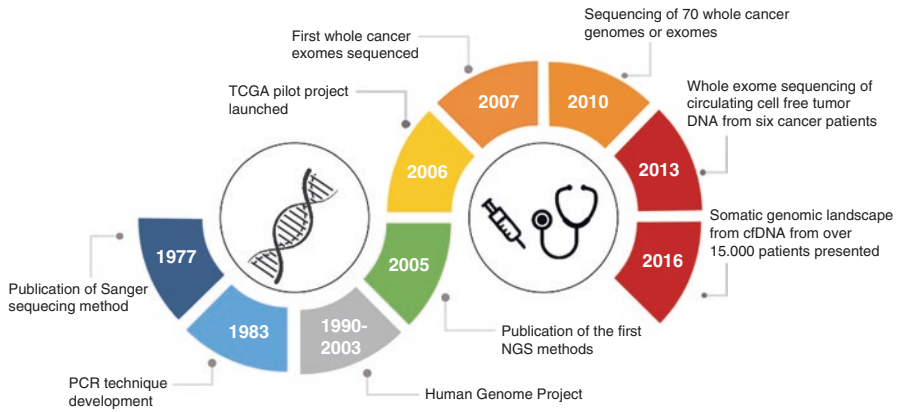 1977
Publication of Sanger
sequecing method
1983
PCR technique
development
1990-
2003
Human Genome Project
2005
Publication of the first
NGS methods
2006
TCGA pilot project
launched
2007
First whole cancer
exomes sequenced
2010
Sequencing of 70 whole cancer
genomes or exomes
2013
Whole exome sequencing of
circulating cell free tumor
DNA from six cancer patients
2016
Somatic genomic landscape
from cfDNA from over
15.000 patients presented